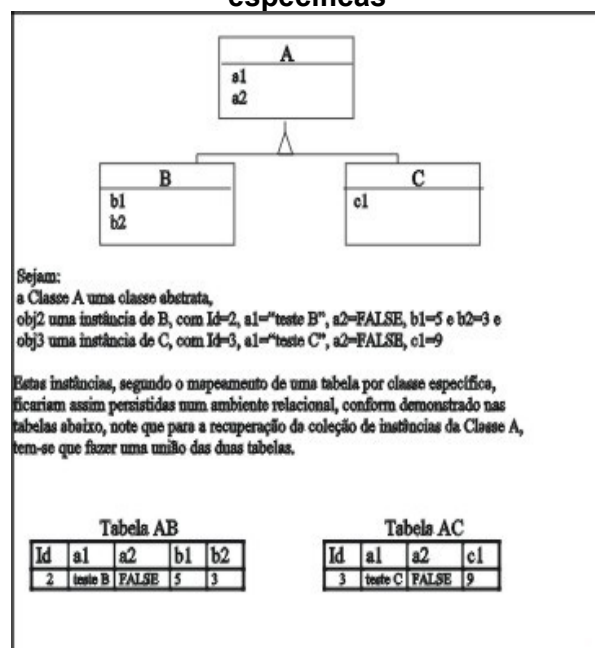 específicas
A
a1
a2
B
b1
b2
C
c1
Sejam:
a Classe A uma classe abstrata,
obj2 uma instância de B, com Id=2, a1="teste B", a2=FALSE, b1=5 e b2=3 e
obj3 uma instância de C, com Id=3, a1="teste C", a2=FALSE, c1=9
Estas instâncias, segundo o mapeamento de uma tabela por classe específica,
ficariam assim persistidas num ambiente relacional, conform demonstrado nas
tabelas abaixo, note que para a recuperação da coleção de instâncias da Classe A,
tem-se que fazer uma união das duas tabelas.
Tabela AB
Id a1 a2 b1 b2
2 teste B FALSE 5 3
Tabela AC
Id a1 a2 c1
3 teste C FALSE 9